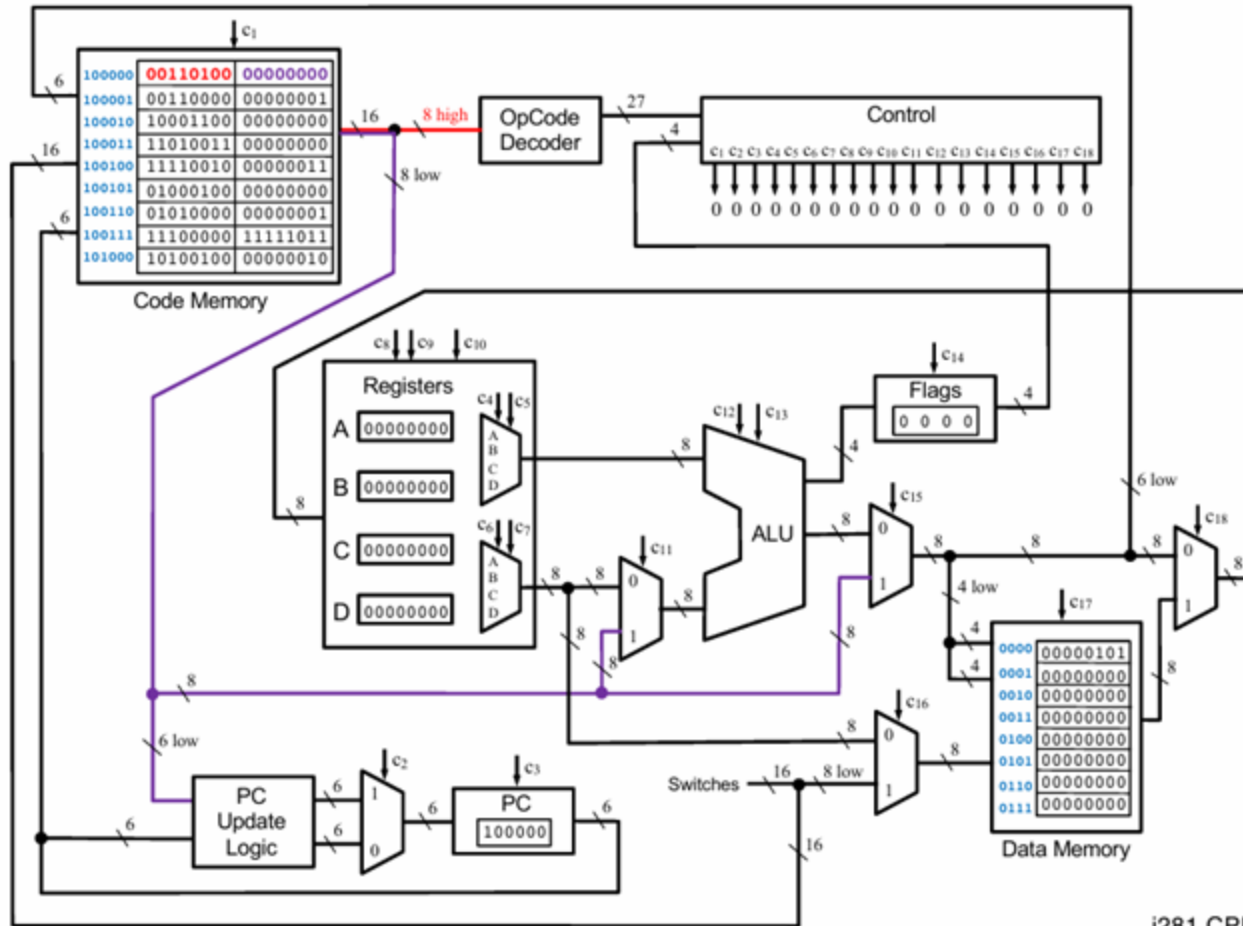 c1
100000 00110100 00000000
100001 00110000 00000001
100010 10001100 00000000
100011 11010011 00000000
100100 11110010 00000011
100101 01000100 00000000
100110 01010000 00000001
100111 11100000 11111011
101000 10100100 00000010
Code Memory
6
16
6
16
8 high
8 low
OpCode
Decoder
27
4
Control
c1 c2 c3 c4 c5 c6 c7 c8 c9 c10 c11 c12 c13 c14 c15 c16 c17 c18
0 0 0 0 0 0 0 0 0 0 0 0 0 0 0 0 0 0
c8 c9 c10
Registers
A 00000000
B 00000000
C 00000000
D 00000000
8
c4 c5
A
B
C
D
c6 c7
A
B
C
D
8
8
8
8
c11
0
1
8
8
c12 c13
ALU
8
4
c14
Flags
0 0 0 0
4
c15
0
1
8
8
8
8
6 low
8
c18
0
1
8
4 low
4
4
c17
0000 00000101
0001 00000000
0010 00000000
0011 00000000
0100 00000000
0101 00000000
0110 00000000
0111 00000000
Data Memory
8
8
c16
0
1
8
8
Switches
16
8 low
16
8
6 low
PC
Update
Logic
6
6
6
c2
1
0
6
c3
PC
100000
6